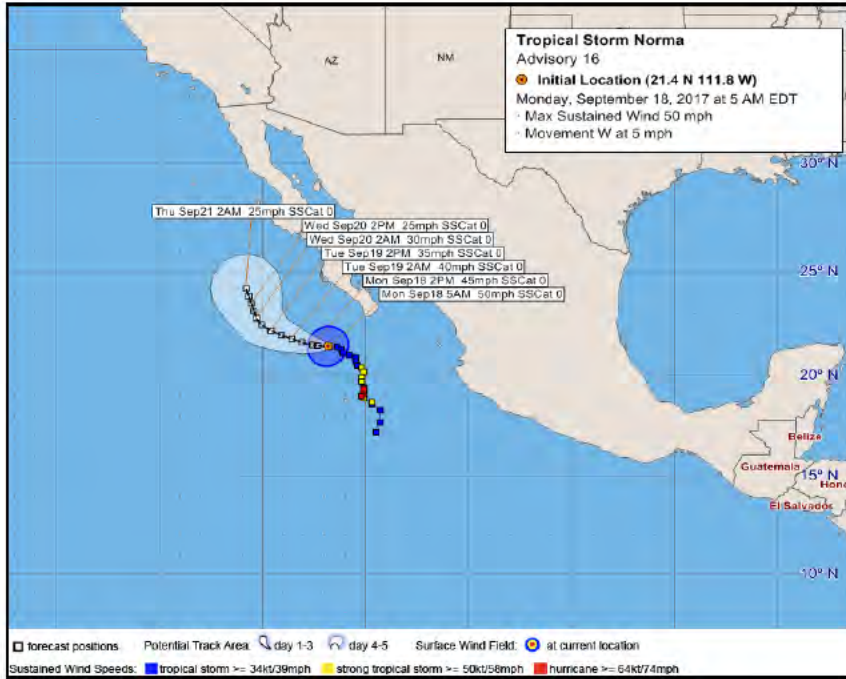 Tropical Storm Norma
Advisory 16
Initial Location (21.4 N 111.8 W)
Monday, September 18, 2017 at 5 AM EDT
· Max Sustained Wind 50 mph
· Movement W at 5 mph
AZ
NM
30° N
Thu Sep21 2AM 25mph SSCat 0
Wed Sep20 2PM 25mph SSCat 0
Wed Sep20 2AM 30mph SSCat 0
Tue Sep19 2PM 35mph SSCat 0
Tue Sep19 2AM 40mph SSCat 0
Mon Sep18 2PM 45mph SSCat 0
Mon Sep18 5AM 50mph SSCat 0
25° N
20° N
Belize
Guatemala
15° N
Hon
El Salvador
10° N
forecast positions Potential Track Area: day 1-3 day 4-5 Surface Wind Field: at current location
Sustained Wind Speeds: tropical storm >= 34kt/39mph strong tropical storm >= 50kt/58mph hurricane >= 64kt/74mph